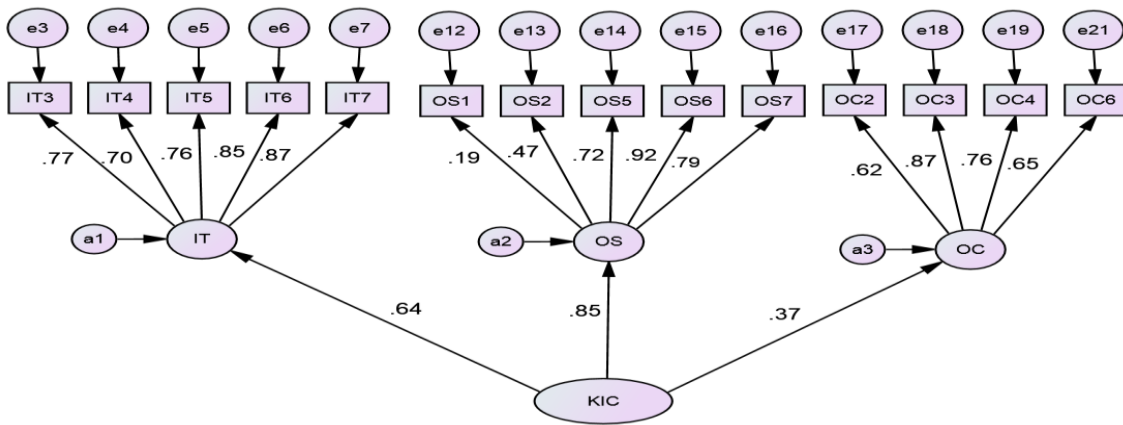 e3 e4 e5 e6 e7 e12 e13 e14 e15 e16 e17 e18 e19 e21
IT3 IT4 IT5 IT6 IT7 OS1 OS2 OS5 OS6 OS7 OC2 OC3 OC4 OC6
.77 .70 .76 .85 .87 .19 .47 .72 .92 .79 .62 .87 .76 .65
a1 IT a2 OS a3 OC
.64 .85 .37
KIC